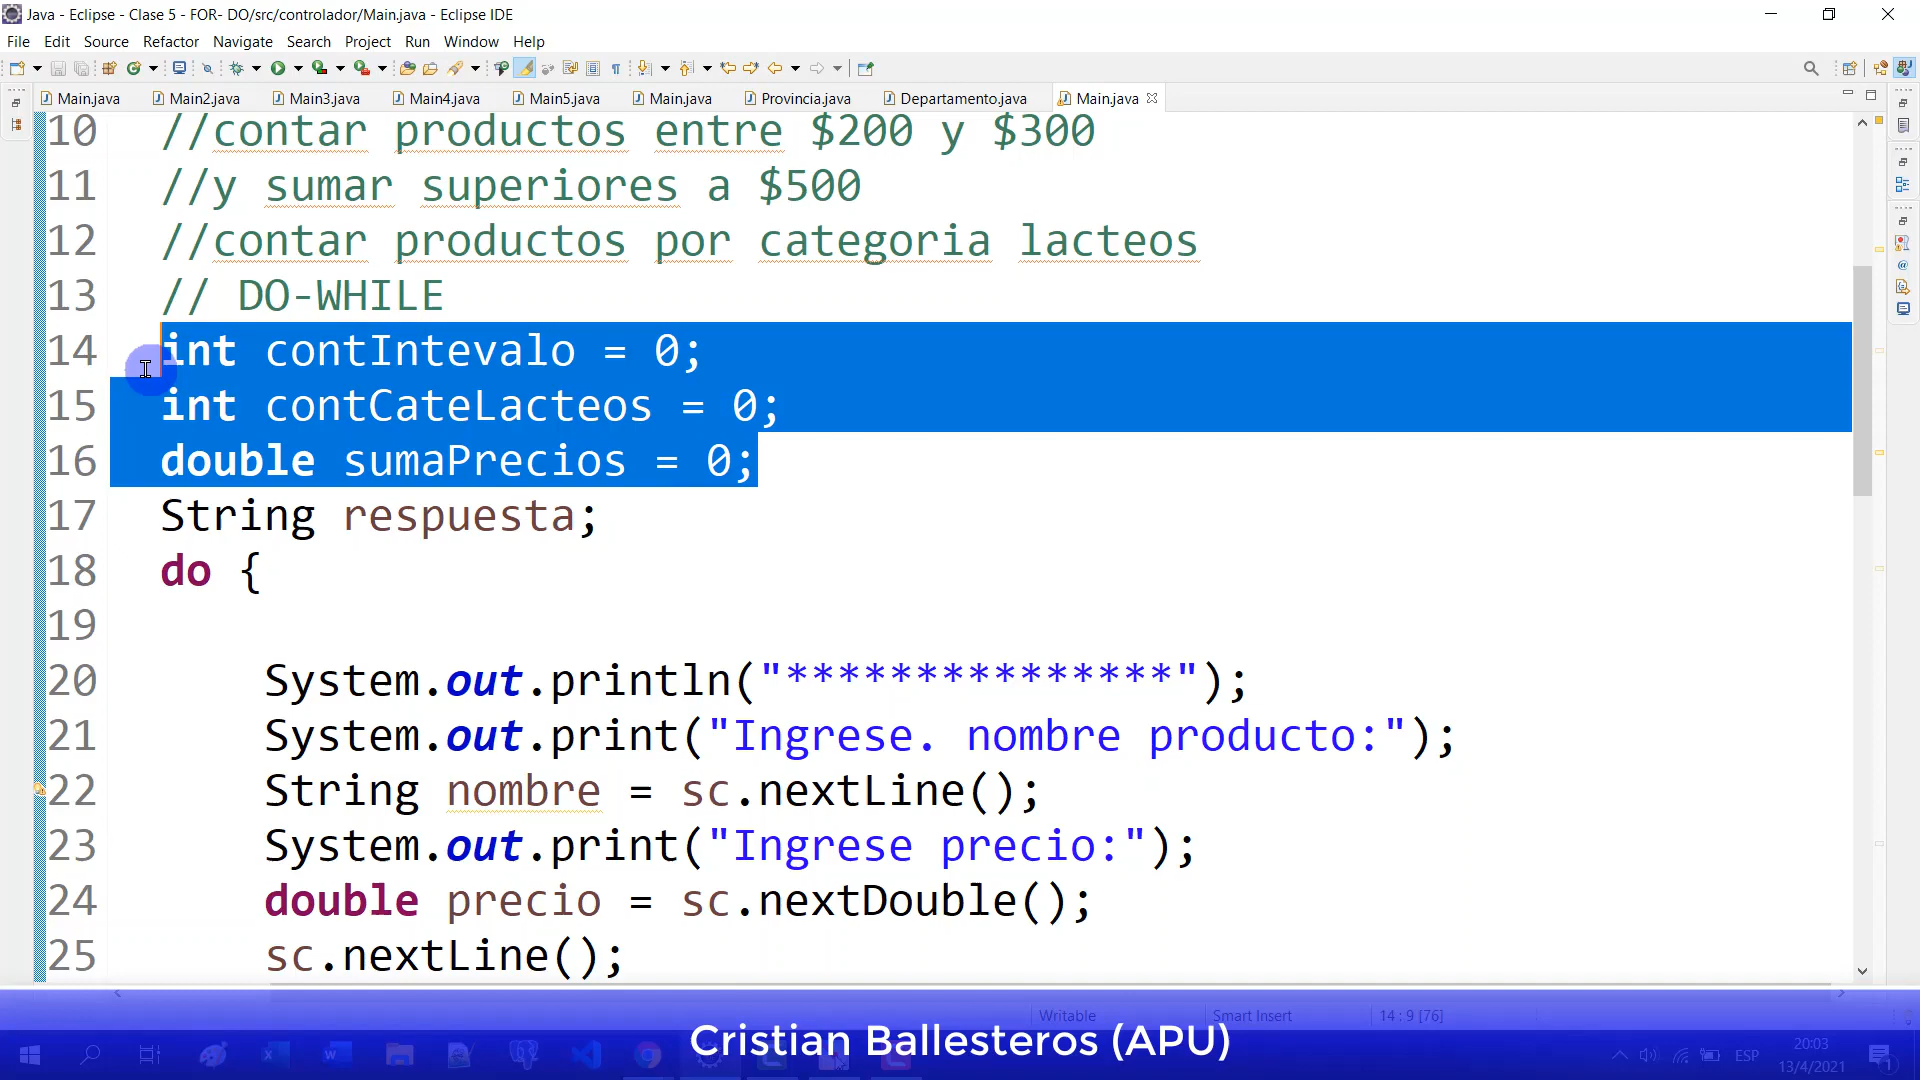 Java - Eclipse - Clase 5 - FOR- DO/src/controlador/Main.java - Eclipse IDE
File Edit Source Refactor Navigate Search Project Run Window Help
Main.java Main2.java Main3.java Main4.java Main5.java Main.java Provincia.java Departamento.java Main.java
10 //contar productos entre $200 y $300
11 //y sumar superiores a $500
12 //contar productos por categoria lacteos
13 // DO-WHILE
14 int contIntevalo = 0;
15 int contCateLacteos = 0;
16 double sumaPrecios = 0;
17 String respuesta;
18 do {
19
20 System.out.println("***************");
21 System.out.print("Ingrese. nombre producto:");
22 String nombre = sc.nextLine();
23 System.out.print("Ingrese precio:");
24 double precio = sc.nextDouble();
25 sc.nextLine();
Writable Smart Insert 14 : 9 [76]
Cristian Ballesteros (APU)
ESP
20:03
13/4/2021